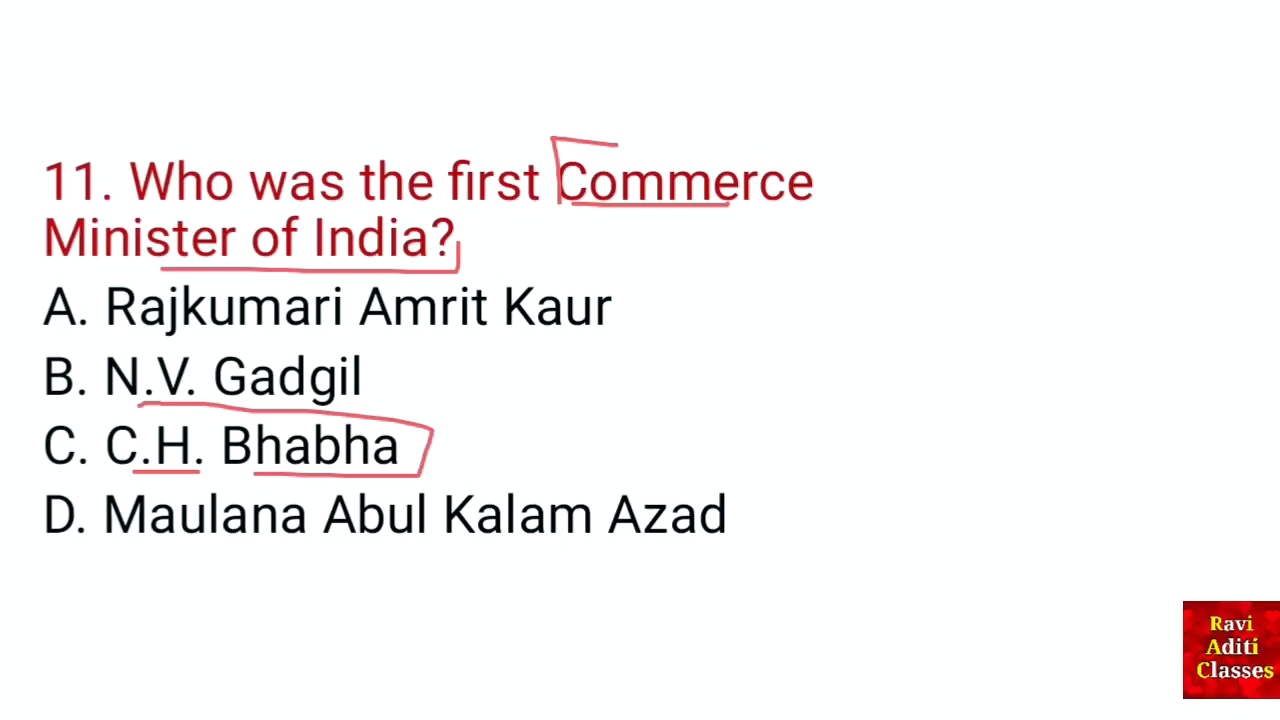 11. Who was the first Commerce
Minister of India?
A. Rajkumari Amrit Kaur
B. N.V. Gadgil
C. C.H. Bhabha
D. Maulana Abul Kalam Azad
Ravi
Aditi
Classes